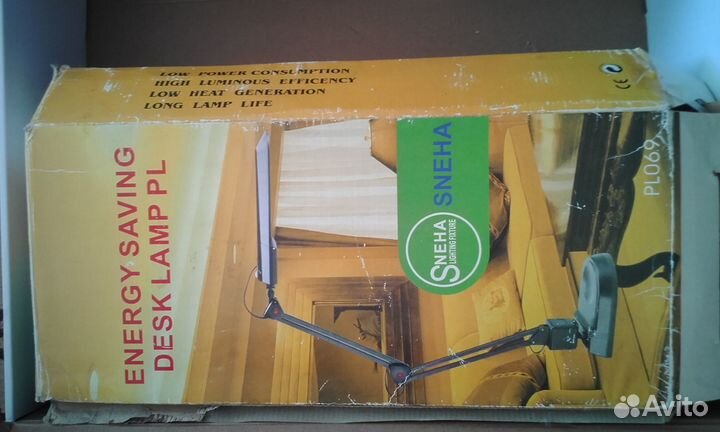 LOW POWER CONSUMPTION
HIGH LUMINOUS EFFICENCY
LOW HEAT GENERATION
LONG LAMP LIFE
CE
ENERGY SAVING
DESK LAMP PL
SNEHA
LIGHTING FIXTURE
SNEHA
PL069
Avito